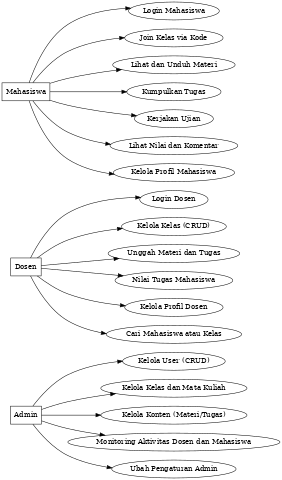 Login Mahasiswa
Join Kelas via Kode
Lihat dan Unduh Materi
Mahasiswa
Kumpulkan Tugas
Kerjakan Ujian
Lihat Nilai dan Komentar
Kelola Profil Mahasiswa
Login Dosen
Kelola Kelas (CRUD)
Unggah Materi dan Tugas
Dosen
Nilai Tugas Mahasiswa
Kelola Profil Dosen
Cari Mahasiswa atau Kelas
Kelola User (CRUD)
Kelola Kelas dan Mata Kuliah
Admin
Kelola Konten (Materi/Tugas)
Monitoring Aktivitas Dosen dan Mahasiswa
Ubah Pengaturan Admin